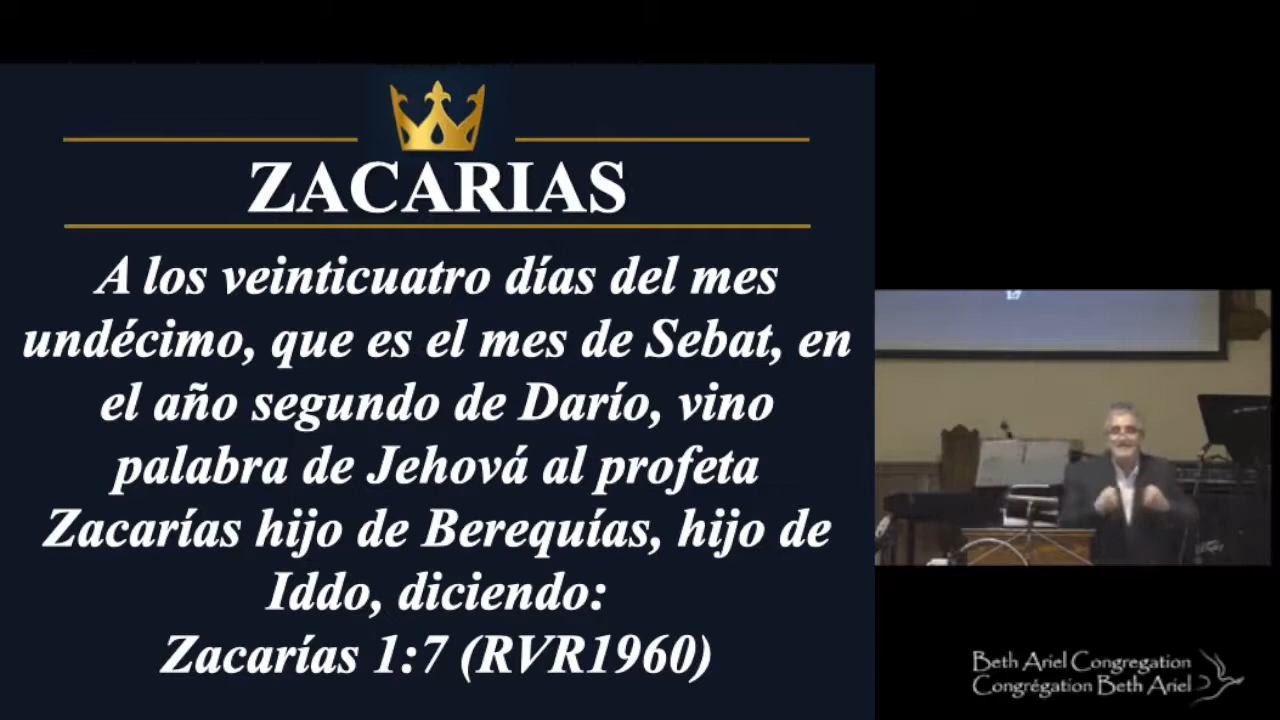 ZACARIAS
A los veinticuatro días del mes
undécimo, que es el mes de Sebat, en
el año segundo de Darío, vino
palabra de Jehová al profeta
Zacarías hijo de Berequías, hijo de
Iddo, diciendo:
Zacarías 1:7 (RVR1960)
1:7
Beth Ariel Congregation
Congrégation Beth Ariel